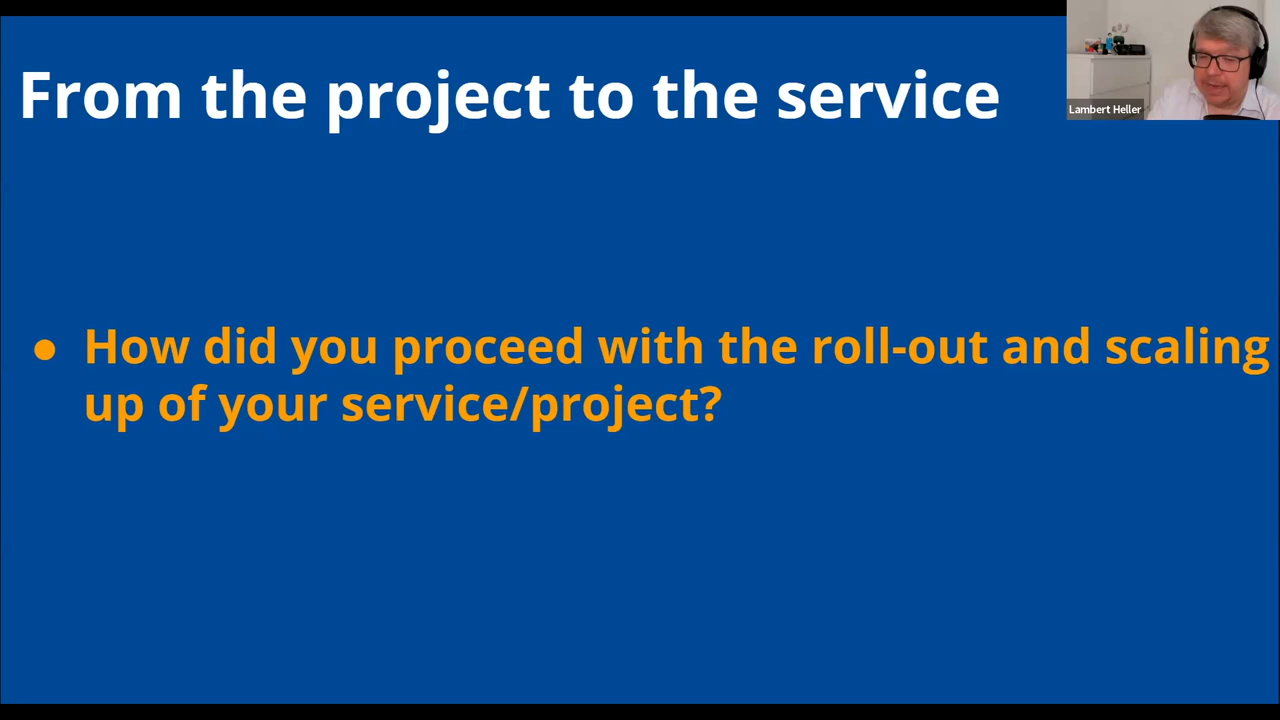 From the project to the service
Lambert Heller
● How did you proceed with the roll-out and scaling
up of your service/project?